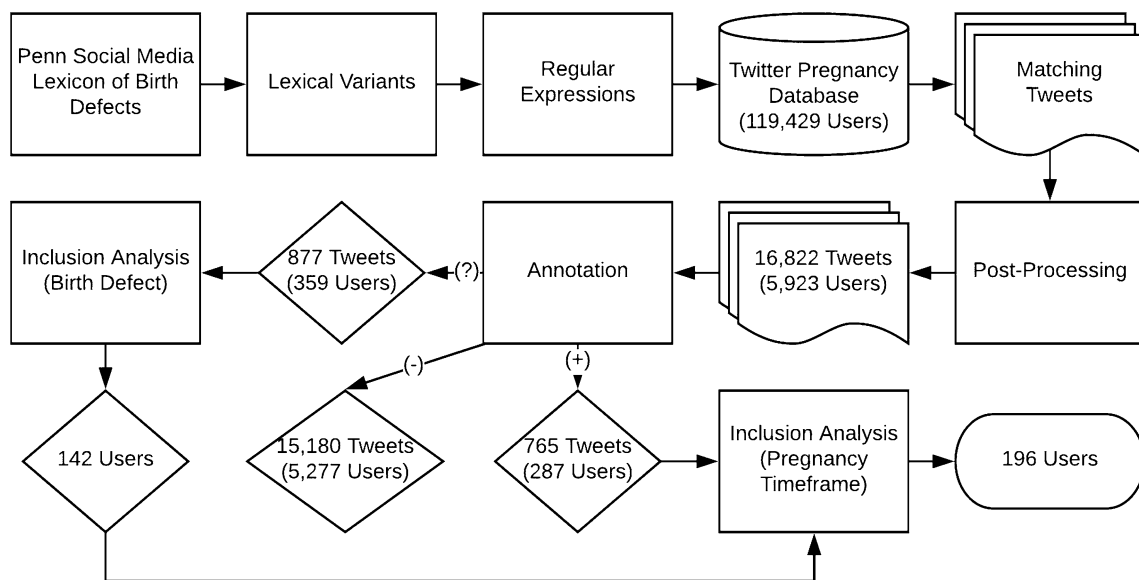 Penn Social Media
Lexicon of Birth
Defects
Lexical Variants
Regular
Expressions
Twitter Pregnancy
Database
(119,429 Users)
Matching
Tweets
Inclusion Analysis
(Birth Defect)
877 Tweets
(359 Users)
(?)
Annotation
16,822 Tweets
(5,923 Users)
Post-Processing
(-)
(+)
142 Users
15,180 Tweets
(5,277 Users)
765 Tweets
(287 Users)
Inclusion Analysis
(Pregnancy
Timeframe)
196 Users